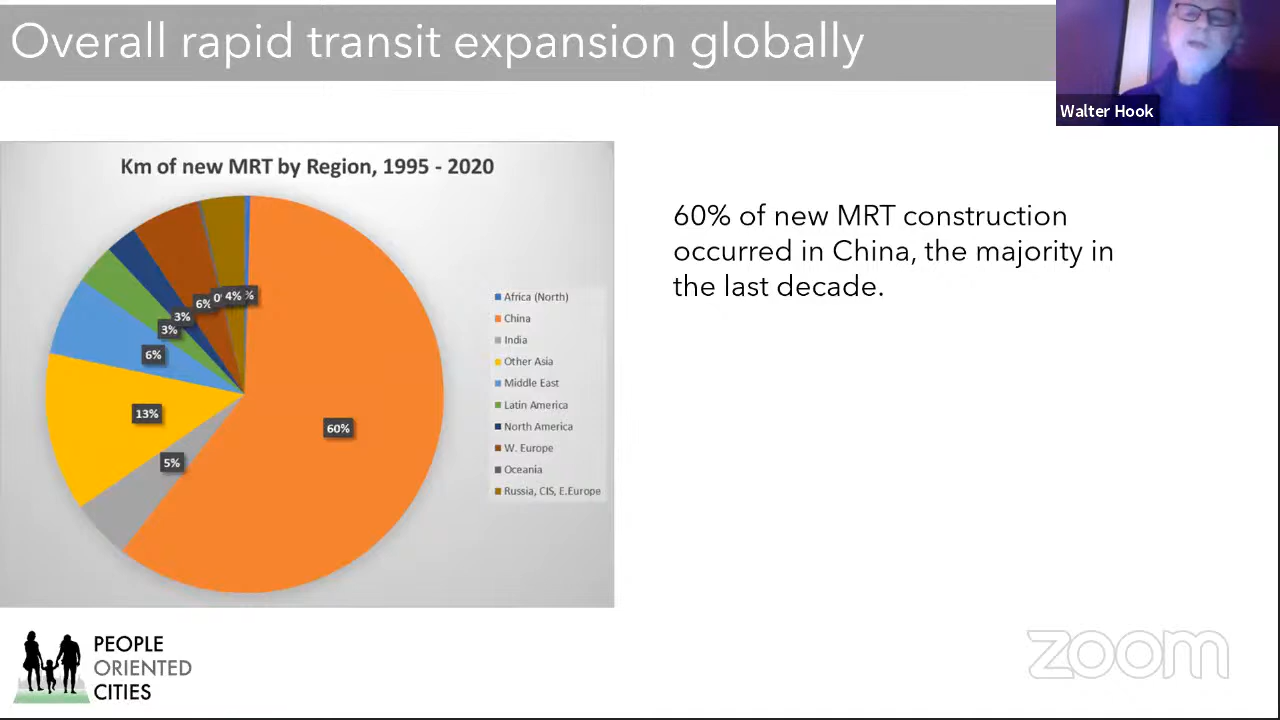 Overall rapid transit expansion globally
Walter Hook
Km of new MRT by Region, 1995 - 2020
60% of new MRT construction
occurred in China, the majority in
the last decade.
6%
4%
3%
3%
6%
13%
60%
5%
Africa (North)
China
India
Other Asia
Middle East
Latin America
North America
W. Europe
Oceania
Russia, CIS, E.Europe
PEOPLE
ORIENTED
CITIES
zoom